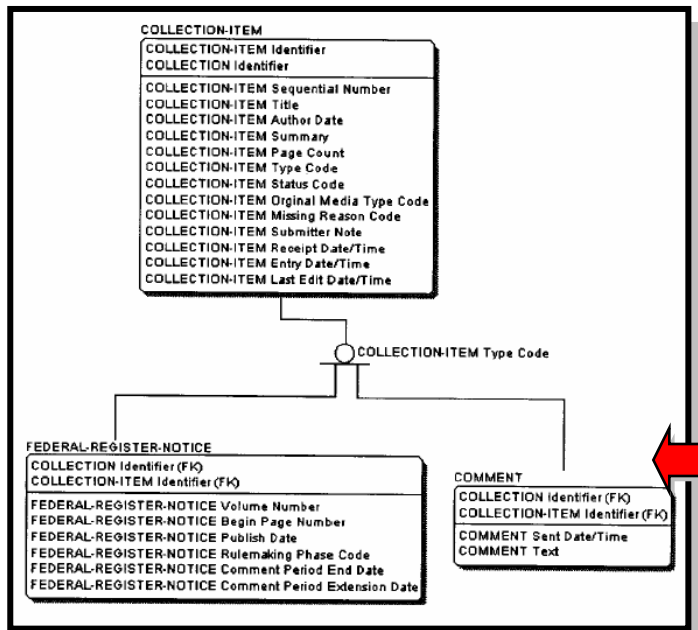 COLLECTION-ITEM
COLLECTION-ITEM Identifier
COLLECTION Identifier
COLLECTION-ITEM Sequential Number
COLLECTION-ITEM Title
COLLECTION-ITEM Author Date
COLLECTION-ITEM Summary
COLLECTION-ITEM Page Count
COLLECTION-ITEM Type Code
COLLECTION-ITEM Status Code
COLLECTION-ITEM Orginal Media Type Code
COLLECTION-ITEM Missing Reason Code
COLLECTION-ITEM Submitter Note
COLLECTION-ITEM Receipt Date/Time
COLLECTION-ITEM Entry Date/Time
COLLECTION-ITEM Last Edit Date/Time
COLLECTION-ITEM Type Code
FEDERAL-REGISTER-NOTICE
COLLECTION Identifier (FK)
COLLECTION-ITEM Identifier (FK)
FEDERAL-REGISTER-NOTICE Volume Number
FEDERAL-REGISTER-NOTICE Begin Page Number
FEDERAL-REGISTER-NOTICE Publish Date
FEDERAL-REGISTER-NOTICE Rulemaking Phase Code
FEDERAL-REGISTER-NOTICE Comment Period End Date
FEDERAL-REGISTER-NOTICE Comment Period Extension Date
COMMENT
COLLECTION Identifier (FK)
COLLECTION-ITEM Identifier (FK)
COMMENT Sent Date/Time
COMMENT Text